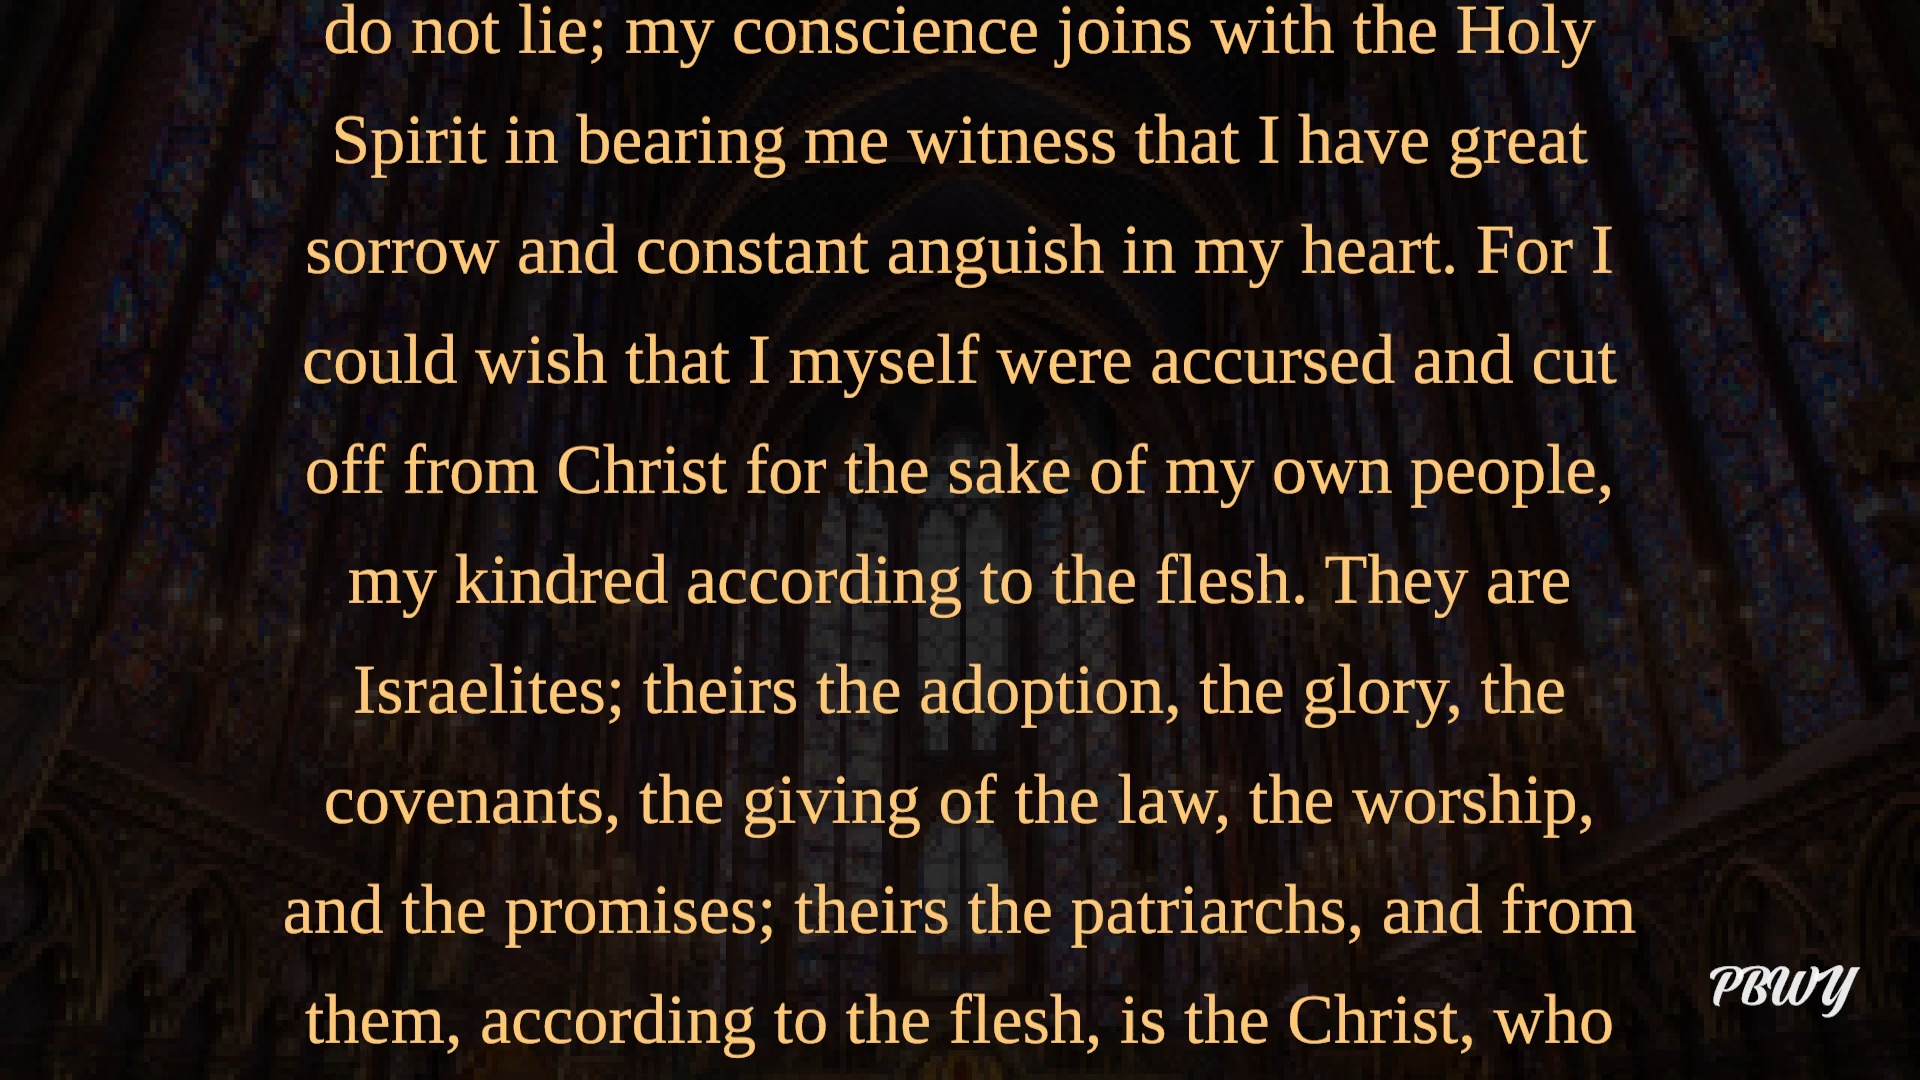 do not lie; my conscience joins with the Holy
Spirit in bearing me witness that I have great
sorrow and constant anguish in my heart. For I
could wish that I myself were accursed and cut
off from Christ for the sake of my own people,
my kindred according to the flesh. They are
Israelites; theirs the adoption, the glory, the
covenants, the giving of the law, the worship,
and the promises; theirs the patriarchs, and from
them, according to the flesh, is the Christ, who
PBWY